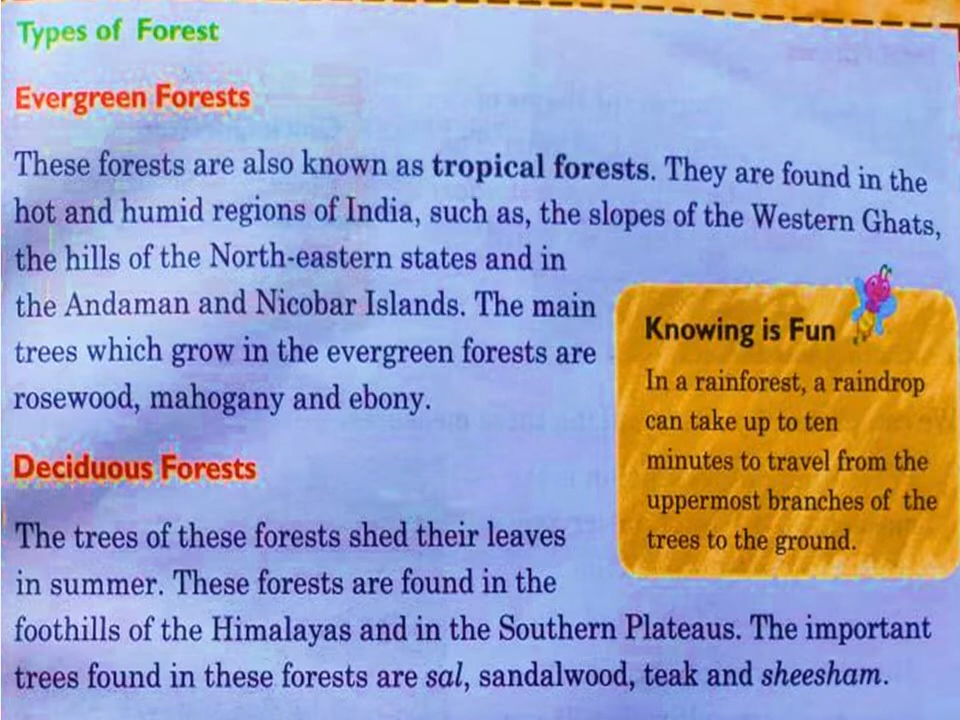 Types of Forest
Evergreen Forests
These forests are also known as tropical forests. They are found in the
hot and humid regions of India, such as, the slopes of the Western Ghats,
the hills of the North-eastern states and in
the Andaman and Nicobar Islands. The main
trees which grow in the evergreen forests are
rosewood, mahogany and ebony.
Knowing is Fun
In a rainforest, a raindrop
can take up to ten
minutes to travel from the
uppermost branches of the
trees to the ground.
Deciduous Forests
The trees of these forests shed their leaves
in summer. These forests are found in the
foothills of the Himalayas and in the Southern Plateaus. The important
trees found in these forests are sal, sandalwood, teak and sheesham.